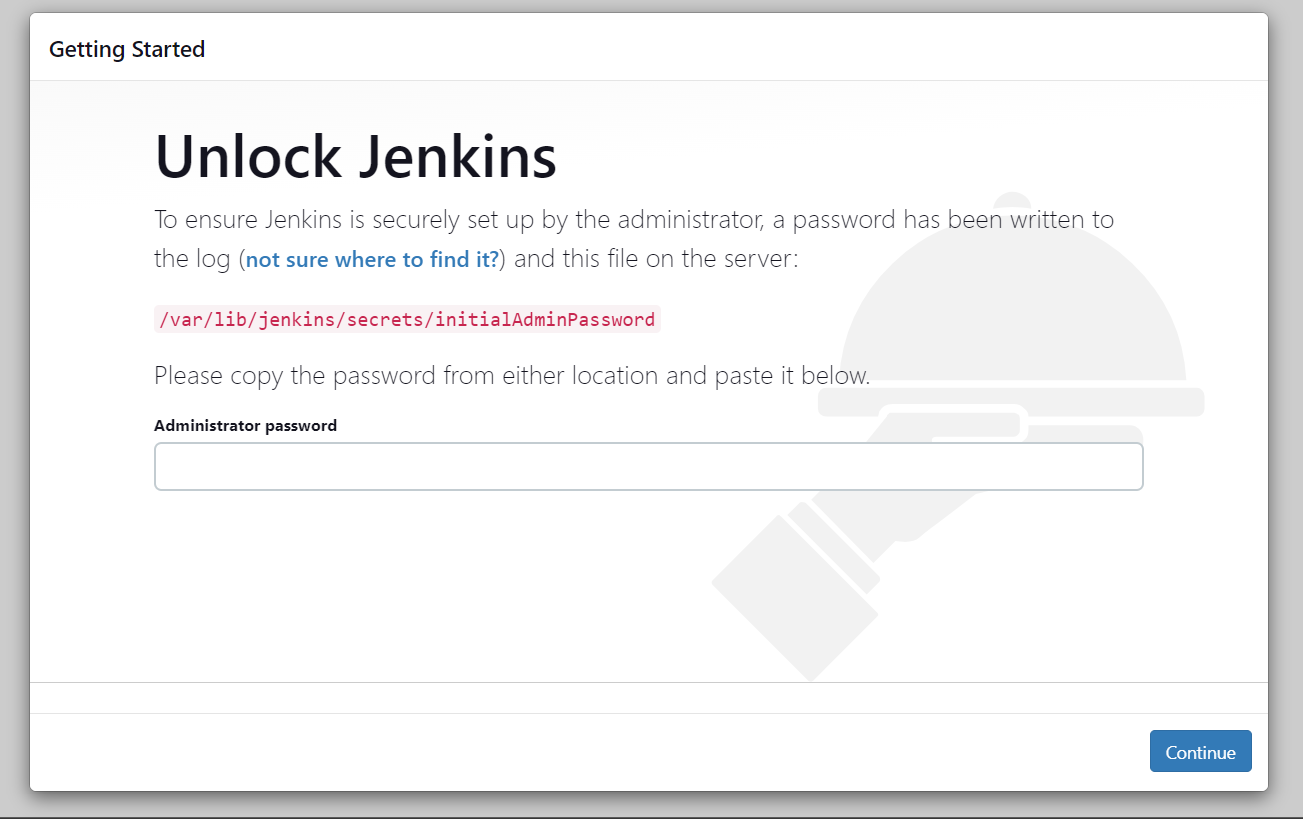 Getting Started
Unlock Jenkins
To ensure Jenkins is securely set up by the administrator, a password has been written to
the log (not sure where to find it?) and this file on the server:
/var/lib/jenkins/secrets/initialAdminPassword
Please copy the password from either location and paste it below.
Administrator password
Continue